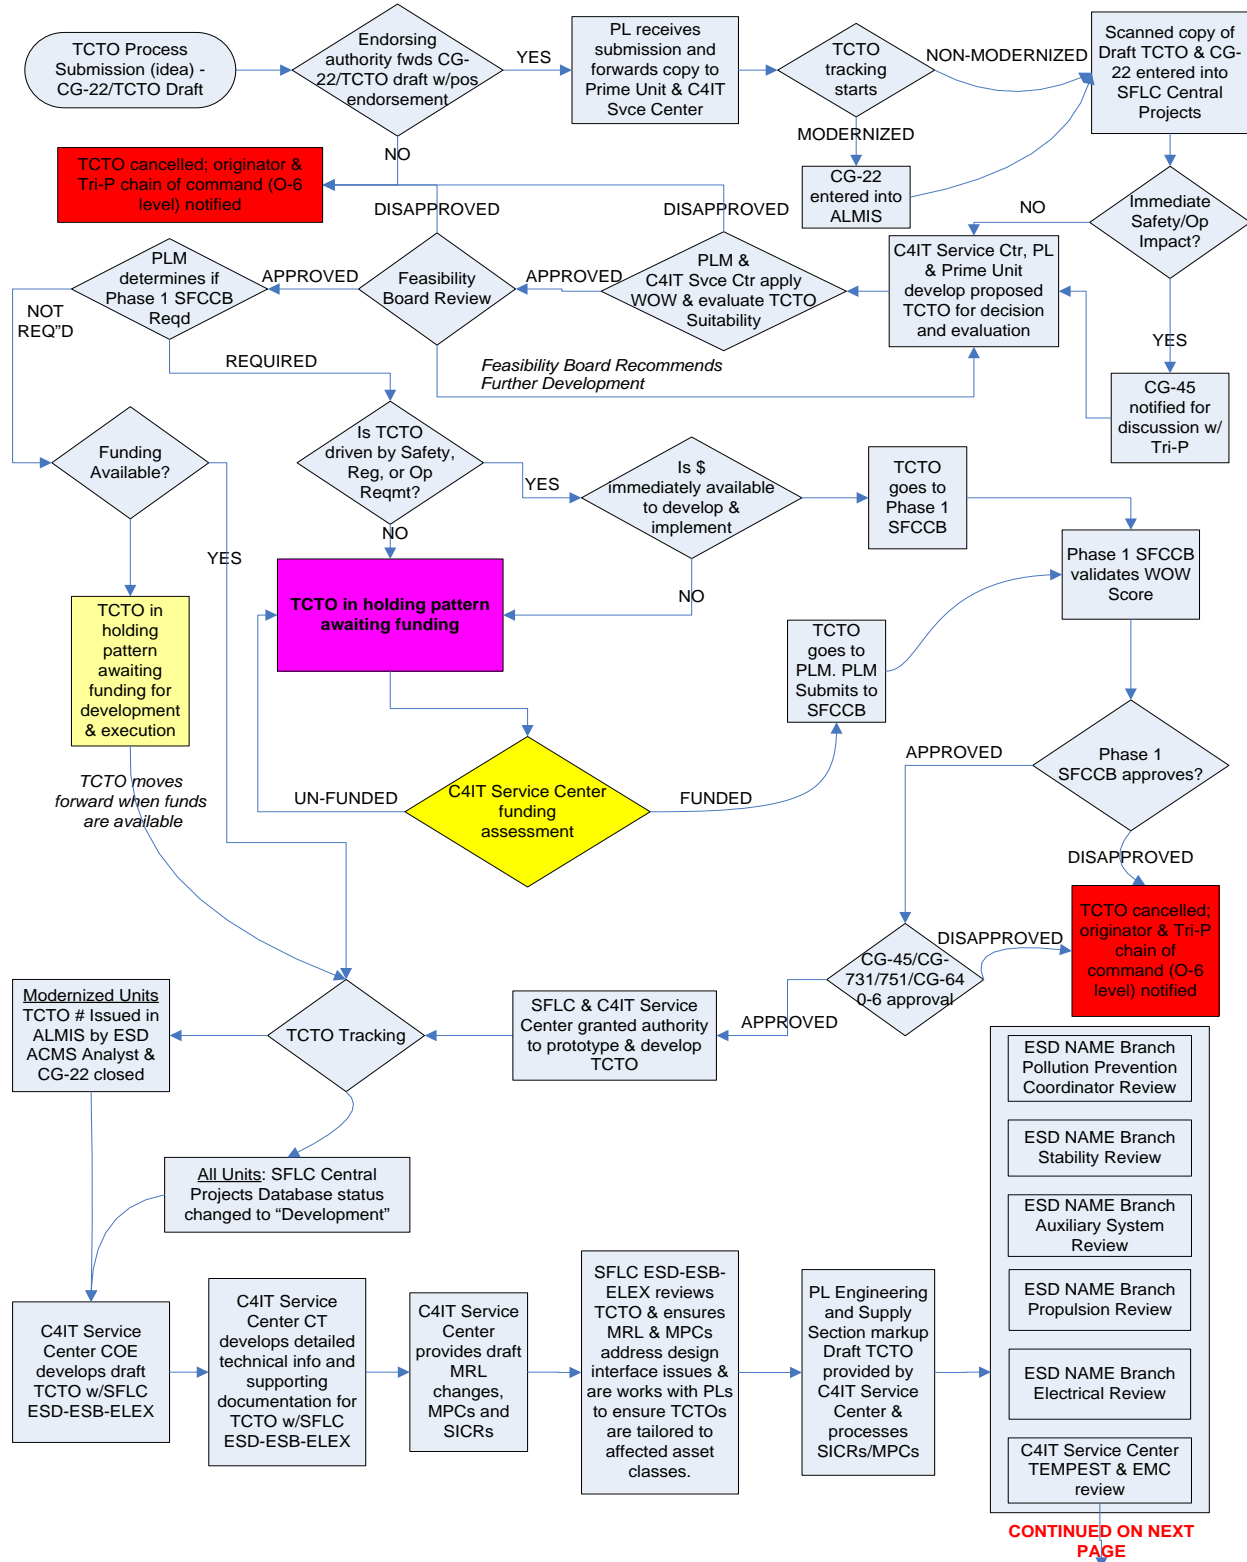 TCTO Process
Submission (idea) -
CG-22/TCTO Draft
Endorsing
authority fwds CG-
22/TCTO draft w/pos
endorsement
YES
NO
PL receives
submission and
forwards copy to
Prime Unit & C4IT
Svce Center
TCTO
tracking
starts
NON-MODERNIZED
MODERNIZED
CG-22
entered into
ALMIS
Scanned copy of
Draft TCTO & CG-
22 entered into
SFLC Central
Projects
TCTO cancelled; originator &
Tri-P chain of command (O-6
level) notified
DISAPPROVED
DISAPPROVED
Immediate
Safety/Op
Impact?
NO
YES
CG-45
notified for
discussion w/
Tri-P
C4IT Service Ctr, PL
& Prime Unit
develop proposed
TCTO for decision
and evaluation
PLM &
C4IT Svce Ctr apply
WOW & evaluate TCTO
Suitability
APPROVED
Feasibility
Board Review
APPROVED
Feasibility Board Recommends
Further Development
PLM
determines if
Phase 1 SFCCB
Reqd
NOT
REQ"D
REQUIRED
Funding
Available?
YES
Is TCTO
driven by Safety,
Reg, or Op
Reqmt?
YES
NO
Is $
immediately available
to develop &
implement
NO
TCTO
goes to
Phase 1
SFCCB
Phase 1 SFCCB
validates WOW
Score
TCTO in holding pattern
awaiting funding
TCTO in
holding
pattern
awaiting
funding for
development
& execution
TCTO moves
forward when funds
are available
TCTO
goes to
PLM. PLM
Submits to
SFCCB
C4IT Service Center
funding
assessment
UN-FUNDED
FUNDED
Phase 1
SFCCB approves?
APPROVED
DISAPPROVED
TCTO cancelled;
originator & Tri-P
chain of
command (O-6
level) notified
CG-45/CG-
731/751/CG-64
0-6 approval
DISAPPROVED
APPROVED
SFLC & C4IT Service
Center granted authority
to prototype & develop
TCTO
TCTO Tracking
Modernized Units
TCTO # Issued in
ALMIS by ESD
ACMS Analyst &
CG-22 closed
All Units: SFLC Central
Projects Database status
changed to “Development”
C4IT Service
Center COE
develops draft
TCTO w/SFLC
ESD-ESB-ELEX
C4IT Service
Center CT
develops detailed
technical info and
supporting
documentation for
TCTO w/SFLC
ESD-ESB-ELEX
C4IT Service
Center
provides draft
MRL
changes,
MPCs and
SICRs
SFLC ESD-ESB-
ELEX reviews
TCTO & ensures
MRL & MPCs
address design
interface issues &
are works with PLs
to ensure TCTOs
are tailored to
affected asset
classes.
PL Engineering
and Supply
Section markup
Draft TCTO
provided by
C4IT Service
Center &
processes
SICRs/MPCs
ESD NAME Branch
Pollution Prevention
Coordinator Review
ESD NAME Branch
Stability Review
ESD NAME Branch
Auxiliary System
Review
ESD NAME Branch
Propulsion Review
ESD NAME Branch
Electrical Review
C4IT Service Center
TEMPEST & EMC
review
CONTINUED ON NEXT
PAGE